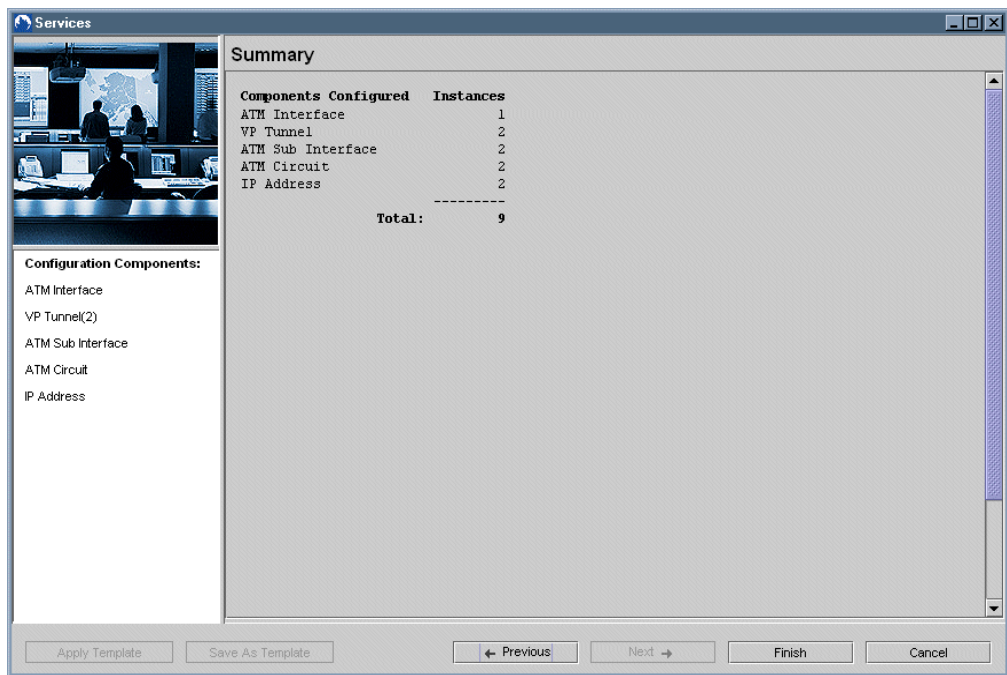 Services
Summary
Components Configured Instances
ATM Interface 1
VP Tunnel 2
ATM Sub Interface 2
ATM Circuit 2
IP Address 2
---------
Total: 9
Configuration Components:
ATM Interface
VP Tunnel(2)
ATM Sub Interface
ATM Circuit
IP Address
Apply Template
Save As Template
← Previous
Next →
Finish
Cancel